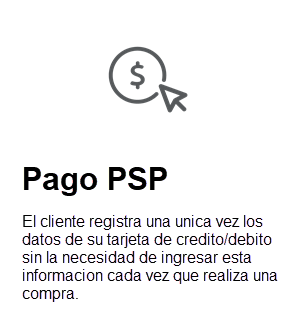 $
Pago PSP
El cliente registra una unica vez los
datos de su tarjeta de credito/debito
sin la necesidad de ingresar esta
informacion cada vez que realiza una
compra.